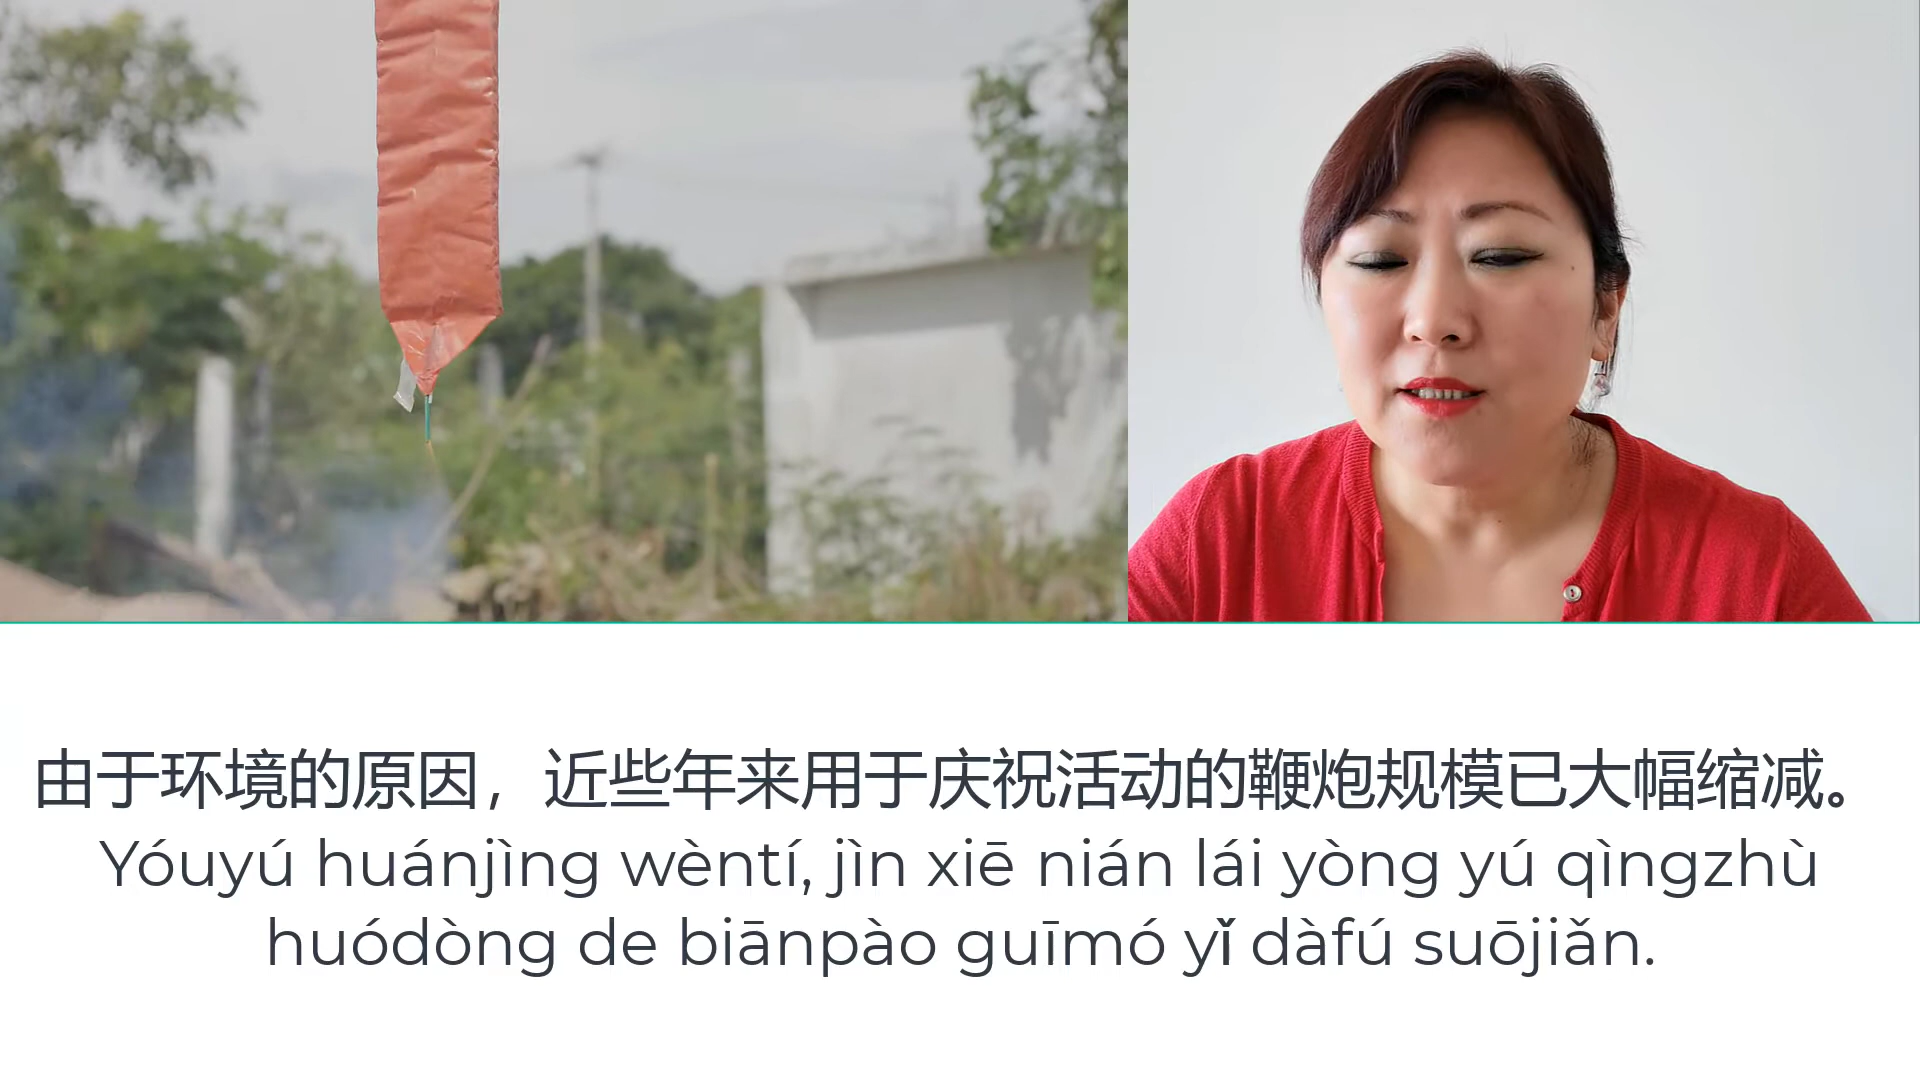 由于环境的原因，近些年来用于庆祝活动的鞭炮规模已大幅缩减。
Yóuyú huánjìng wèntí, jìn xiē nián lái yòng yú qìngzhù
huódòng de biānpào guīmó yǐ dàfú suōjiǎn.